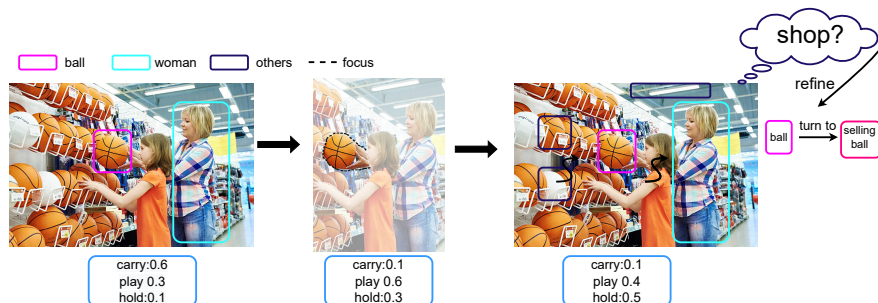 shop?
ball
woman
others
focus
refine
ball
turn to
selling
ball
carry:0.6
play 0.3
hold:0.1
carry:0.1
play 0.6
hold:0.3
carry:0.1
play 0.4
hold:0.5